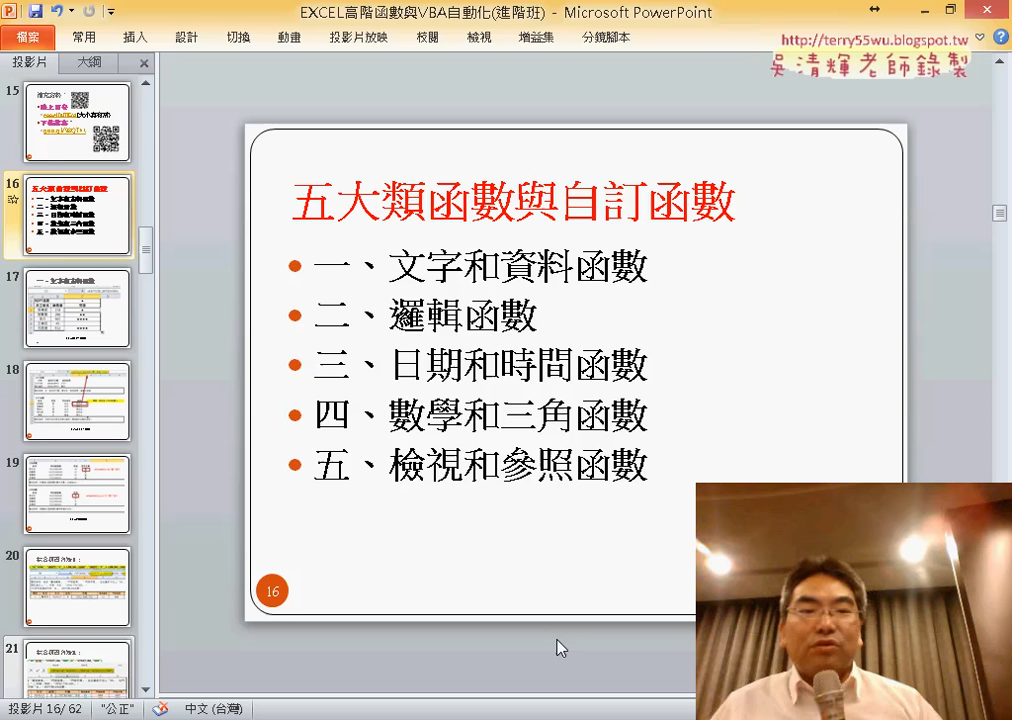 EXCEL高階函數與VBA自動化(進階班) - Microsoft PowerPoint
檔案 常用 插入 設計 切換 動畫 投影片放映 校閱 檢視 增益集 分鏡腳本
http://terry55wu.blogspot.tw
吳清輝老師錄製
投影片 大綱
15
16
17
18
19
20
21
五大類函數與自訂函數
一、文字和資料函數
二、邏輯函數
三、日期和時間函數
四、數學和三角函數
五、檢視和參照函數
16
投影片 16/ 62 "公正" 中文 (台灣)